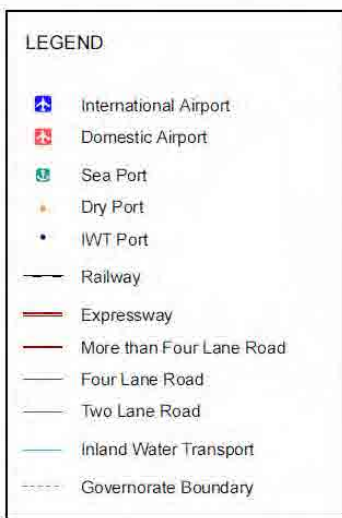 LEGEND
International Airport
Domestic Airport
Sea Port
Dry Port
IWT Port
Railway
Expressway
More than Four Lane Road
Four Lane Road
Two Lane Road
Inland Water Transport
Governorate Boundary